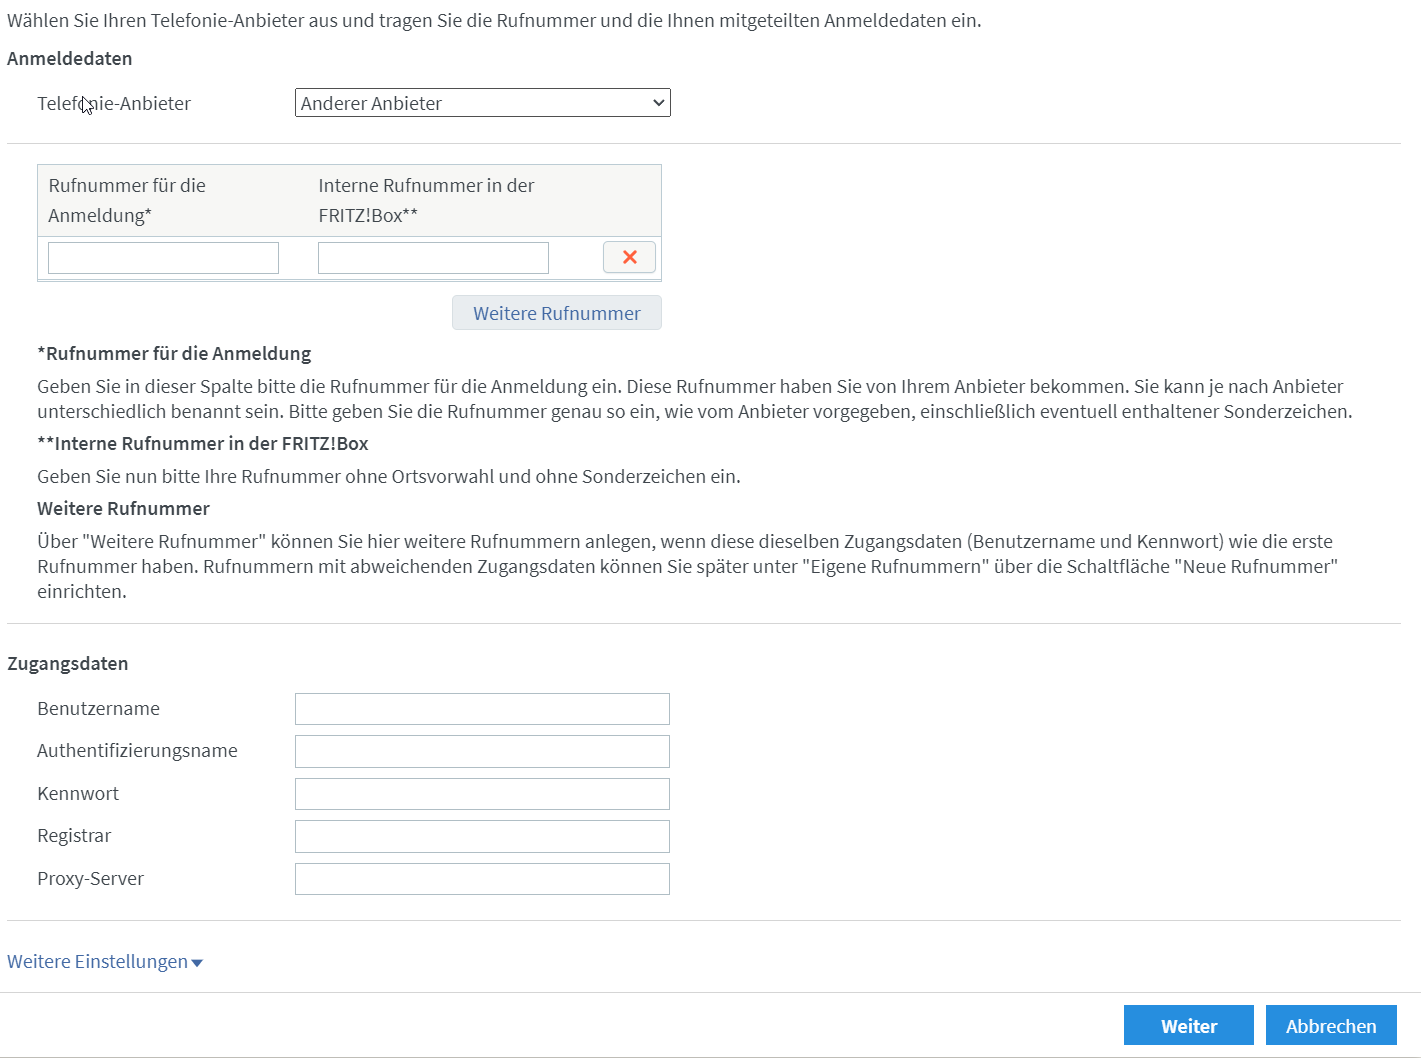 Wählen Sie Ihren Telefonie-Anbieter aus und tragen Sie die Rufnummer und die Ihnen mitgeteilten Anmeldedaten ein.
Anmeldedaten
Telefonie-Anbieter
Anderer Anbieter
Rufnummer für die
Anmeldung*
Interne Rufnummer in der
FRITZ!Box**
Weitere Rufnummer
*Rufnummer für die Anmeldung
Geben Sie in dieser Spalte bitte die Rufnummer für die Anmeldung ein. Diese Rufnummer haben Sie von Ihrem Anbieter bekommen. Sie kann je nach Anbieter
unterschiedlich benannt sein. Bitte geben Sie die Rufnummer genau so ein, wie vom Anbieter vorgegeben, einschließlich eventuell enthaltener Sonderzeichen.
**Interne Rufnummer in der FRITZ!Box
Geben Sie nun bitte Ihre Rufnummer ohne Ortsvorwahl und ohne Sonderzeichen ein.
Weitere Rufnummer
Über "Weitere Rufnummer" können Sie hier weitere Rufnummern anlegen, wenn diese dieselben Zugangsdaten (Benutzername und Kennwort) wie die erste
Rufnummer haben. Rufnummern mit abweichenden Zugangsdaten können Sie später unter "Eigene Rufnummern" über die Schaltfläche "Neue Rufnummer"
einrichten.
Zugangsdaten
Benutzername
Authentifizierungsname
Kennwort
Registrar
Proxy-Server
Weitere Einstellungen
Weiter
Abbrechen